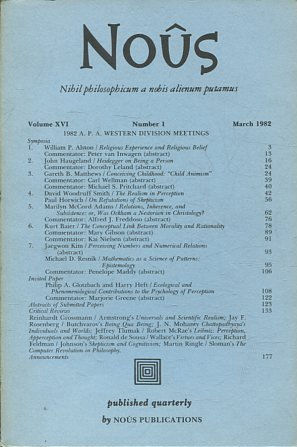 NOÛS
Nihil philosophicum a nobis alienum putamus
Volume XVI Number 1 March 1982
1982 A. P. A. WESTERN DIVISION MEETINGS
Symposia
1. William P. Alston / Religious Experience and Religious Belief 3
Commentator: Peter van Inwagen (abstract) 13
2. John Haugeland / Heidegger on Being a Person 16
Commentator: Dorothy Leland (abstract) 24
3. Gareth B. Matthews / Conceiving Childhood: "Child Animism" 24
Commentator: Carl Wellman (abstract) 39
Commentator: Michael S. Pritchard (abstract) 40
4. David Woodruff Smith / The Realism in Perception 42
Paul Horwich / On Refutations of Skepticism 56
5. Marilyn McCord Adams / Relations, Inherence, and
Subsistence: or, Was Ockham a Nestorian in Christology? 62
Commentator: Alfred J. Freddoso (abstract) 76
6. Kurt Baier / The Conceptual Link Between Morality and Rationality 78
Commentator: Mary Gibson (abstract) 89
Commentator: Kai Nielsen (abstract) 91
7. Jaegwon Kim / Perceiving Numbers and Numerical Relations
(abstract) 93
Michael D. Resnik / Mathematics as a Science of Patterns:
Epistemology 95
Commentator: Penelope Maddy (abstract) 106
Invited Paper
Philip A. Glotzbach and Harry Heft / Ecological and
Phenomenological Contributions to the Psychology of Perception 108
Commentator: Marjorie Grene (abstract) 122
Abstracts of Submitted Papers 123
Critical Reviews 133
Reinhardt Grossmann / Armstrong's Universals and Scientific Realism; Jay F.
Rosenberg / Butchvarov's Being Qua Being; J. N. Mohanty Chattopadhyaya's
Individuals and Worlds; Jeffrey Tlumak / Robert McRae's Leibniz: Perception,
Apperception and Thought; Ronald de Sousa / Wallace's Virtues and Vices; Richard
Feldman / Johnson's Skepticism and Cognitivism; Martin Ringle / Sloman's The
Computer Revolution in Philosophy.
Announcements 177
published quarterly
by NOÛS PUBLICATIONS